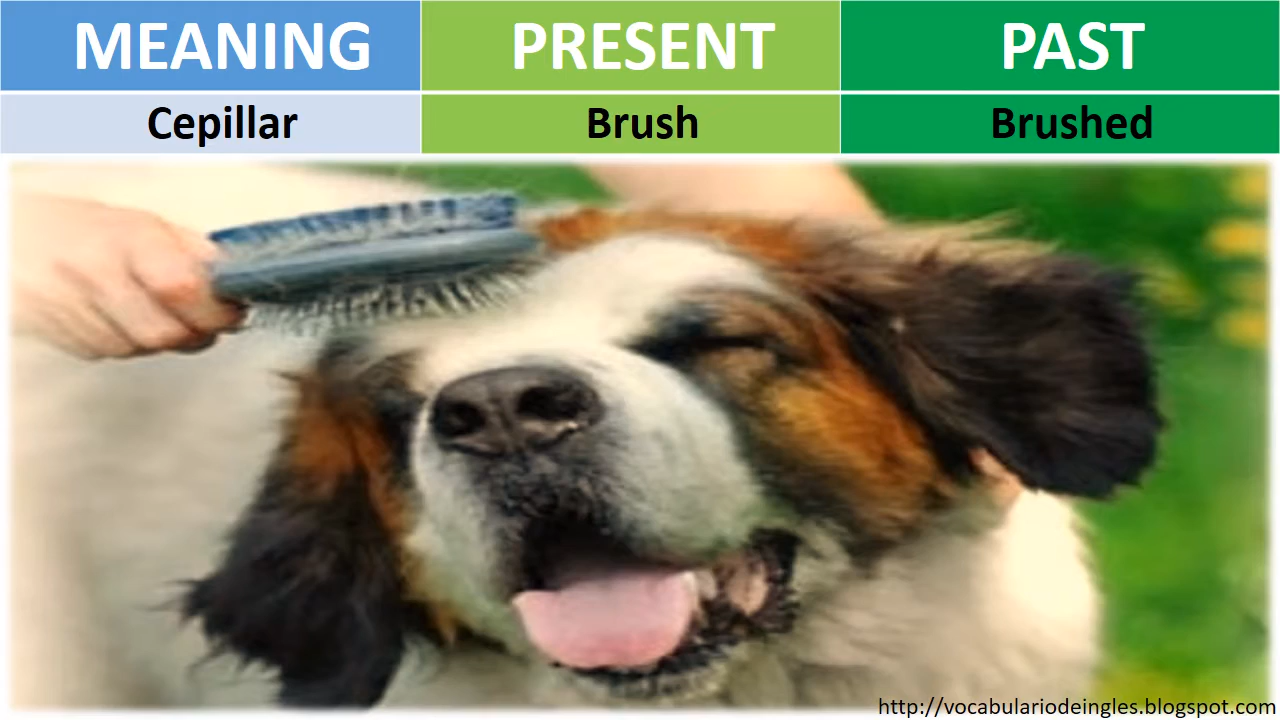 MEANING PRESENT PAST
Cepillar Brush Brushed
http://vocabulariodeingles.blogspot.com